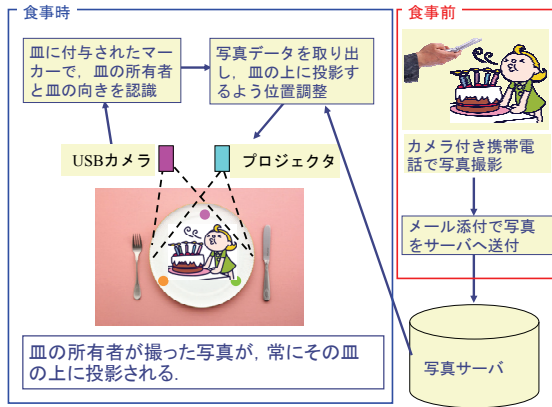 食事時
皿に付与されたマー
カーで，皿の所有者
と皿の向きを認識
写真データを取り出
し，皿の上に投影す
るよう位置調整
USBカメラ
プロジェクタ
皿の所有者が撮った写真が，常にその皿
の上に投影される.
食事前
カメラ付き携帯電
話で写真撮影
メール添付で写真
をサーバへ送付
写真サーバ